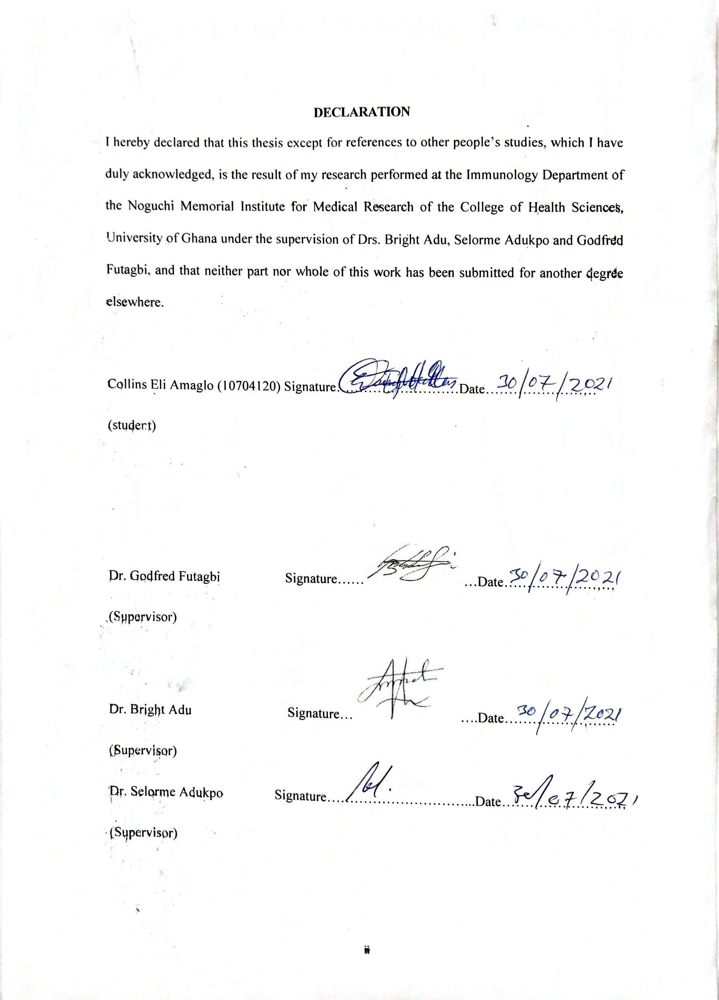 DECLARATION
I hereby declared that this thesis except for references to other people's studies, which I have
duly acknowledged, is the result of my research performed at the Immunology Department of
the Noguchi Memorial Institute for Medical Research of the College of Health Sciences,
University of Ghana under the supervision of Drs. Bright Adu, Selorme Adukpo and Godfred
Futagbi, and that neither part nor whole of this work has been submitted for another degree
elsewhere.
Collins Eli Amaglo (10704120) Signature.......................Date...30/07/2021
(student)
Dr. Godfred Futagbi Signature...... ...Date.30/07/2021
(Supervisor)
Dr. Bright Adu Signature... ....Date...30/07/2021
(Supervisor)
Dr. Selorme Adukpo Signature.......................Date...30/07/2021
(Supervisor)
ii